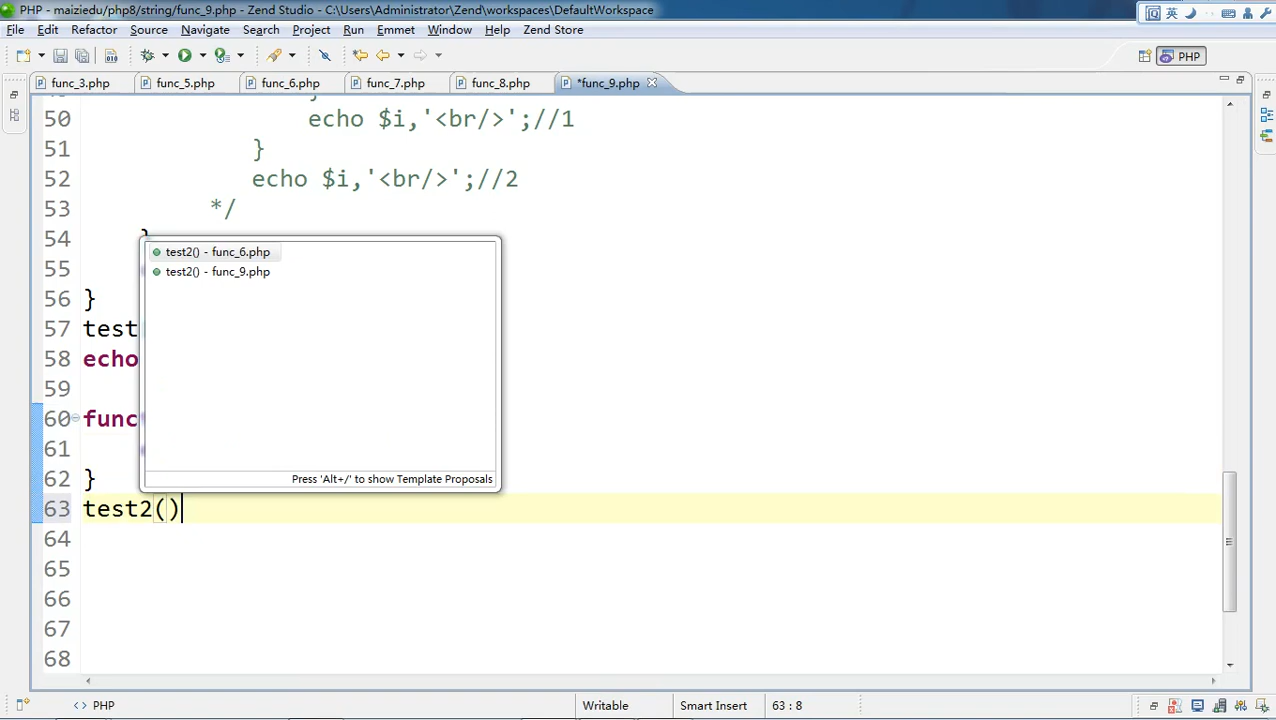 PHP - maiziedu/php8/string/func_9.php - Zend Studio - C:\Users\Administrator\Zend\workspaces\DefaultWorkspace
英
File Edit Refactor Source Navigate Search Project Run Emmet Window Help Zend Store
PHP
func_3.php func_5.php func_6.php func_7.php func_8.php *func_9.php
50 echo $i,'<br/>';//1
51 }
52 echo $i,'<br/>';//2
53 */
54 }
55
56 }
57 test
58 echo
59
60 func
61
62 }
63 test2()
64
65
66
67
68
test2() - func_6.php
test2() - func_9.php
Press 'Alt+/' to show Template Proposals
<> PHP Writable Smart Insert 63 : 8